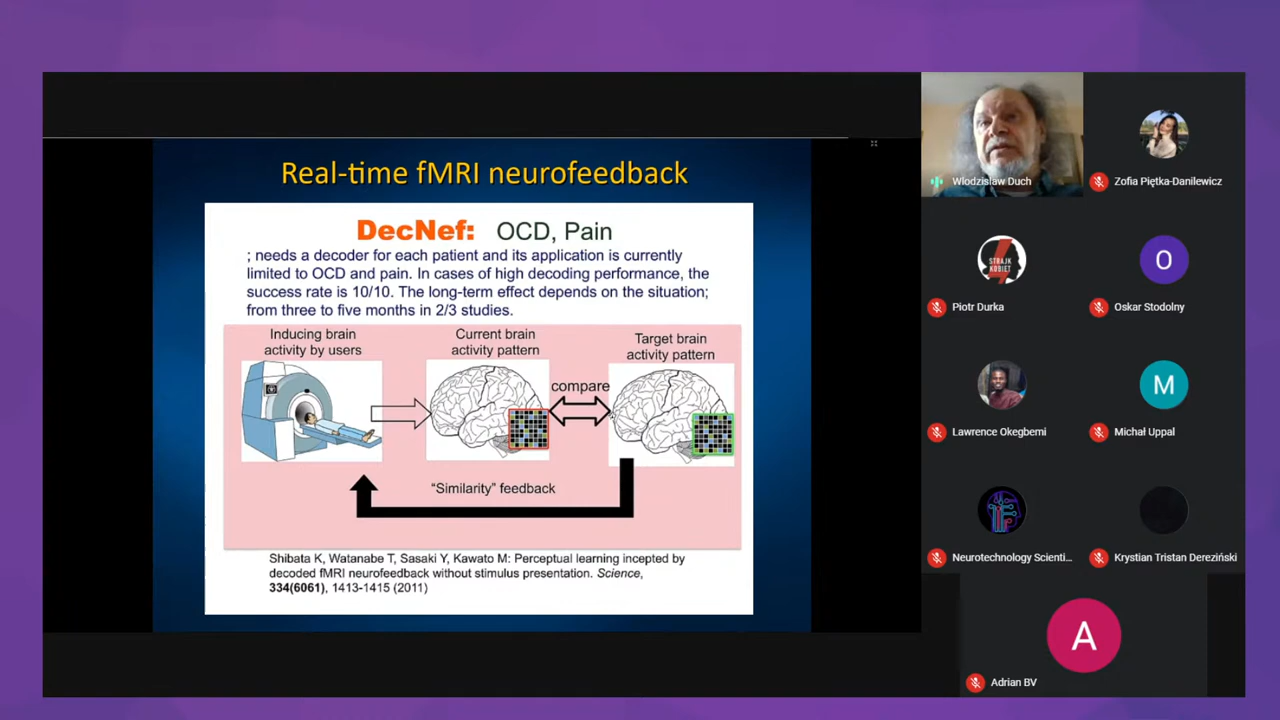 Real-time fMRI neurofeedback
DecNef: OCD, Pain
; needs a decoder for each patient and its application is currently
limited to OCD and pain. In cases of high decoding performance, the
success rate is 10/10. The long-term effect depends on the situation;
from three to five months in 2/3 studies.
Inducing brain
activity by users
Current brain
activity pattern
Target brain
activity pattern
compare
"Similarity" feedback
Shibata K, Watanabe T, Sasaki Y, Kawato M: Perceptual learning incepted by
decoded fMRI neurofeedback without stimulus presentation. Science,
334(6061), 1413-1415 (2011)
Wlodzislaw Duch
Zofia Piętka-Danilewicz
STRAJK
KOBIET
Piotr Durka
O
Oskar Stodolny
Lawrence Okegbemi
M
Michał Uppal
Neurotechnology Scienti...
Krystian Tristan Dereziński
A
Adrian BV